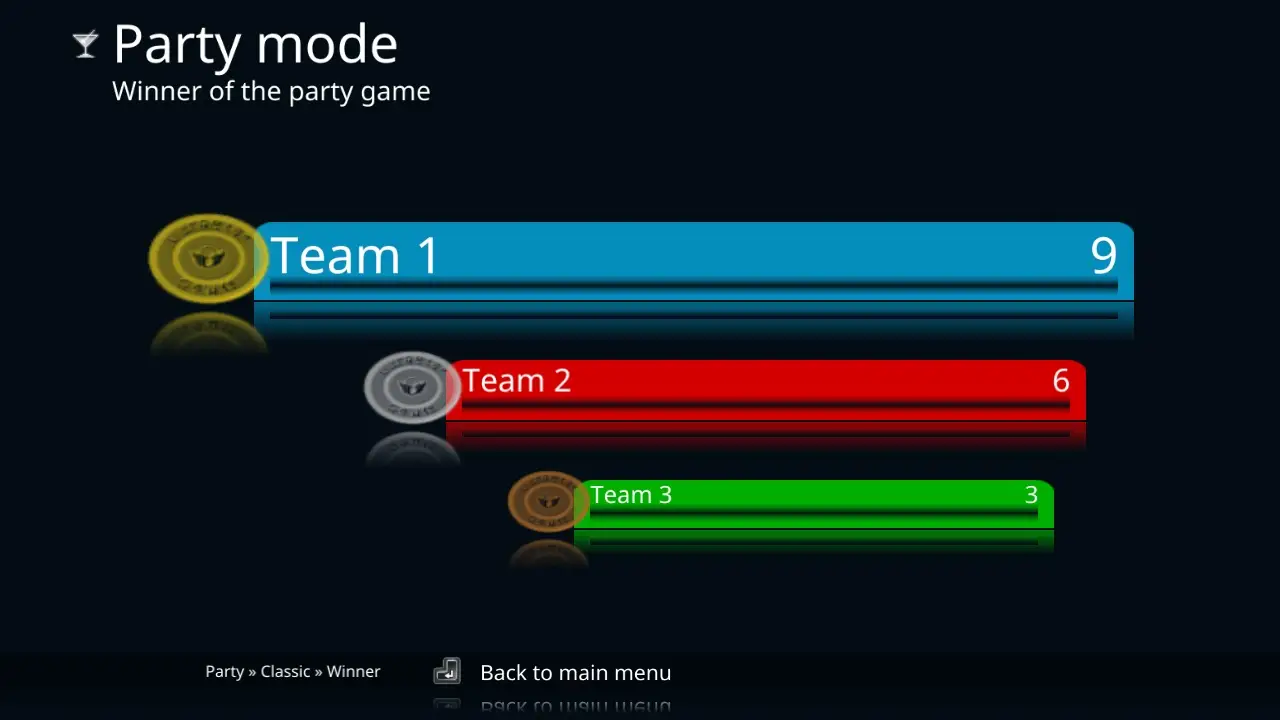 Party mode
Winner of the party game
Team 1 9
Team 2 6
Team 3 3
Party » Classic » Winner
Back to main menu